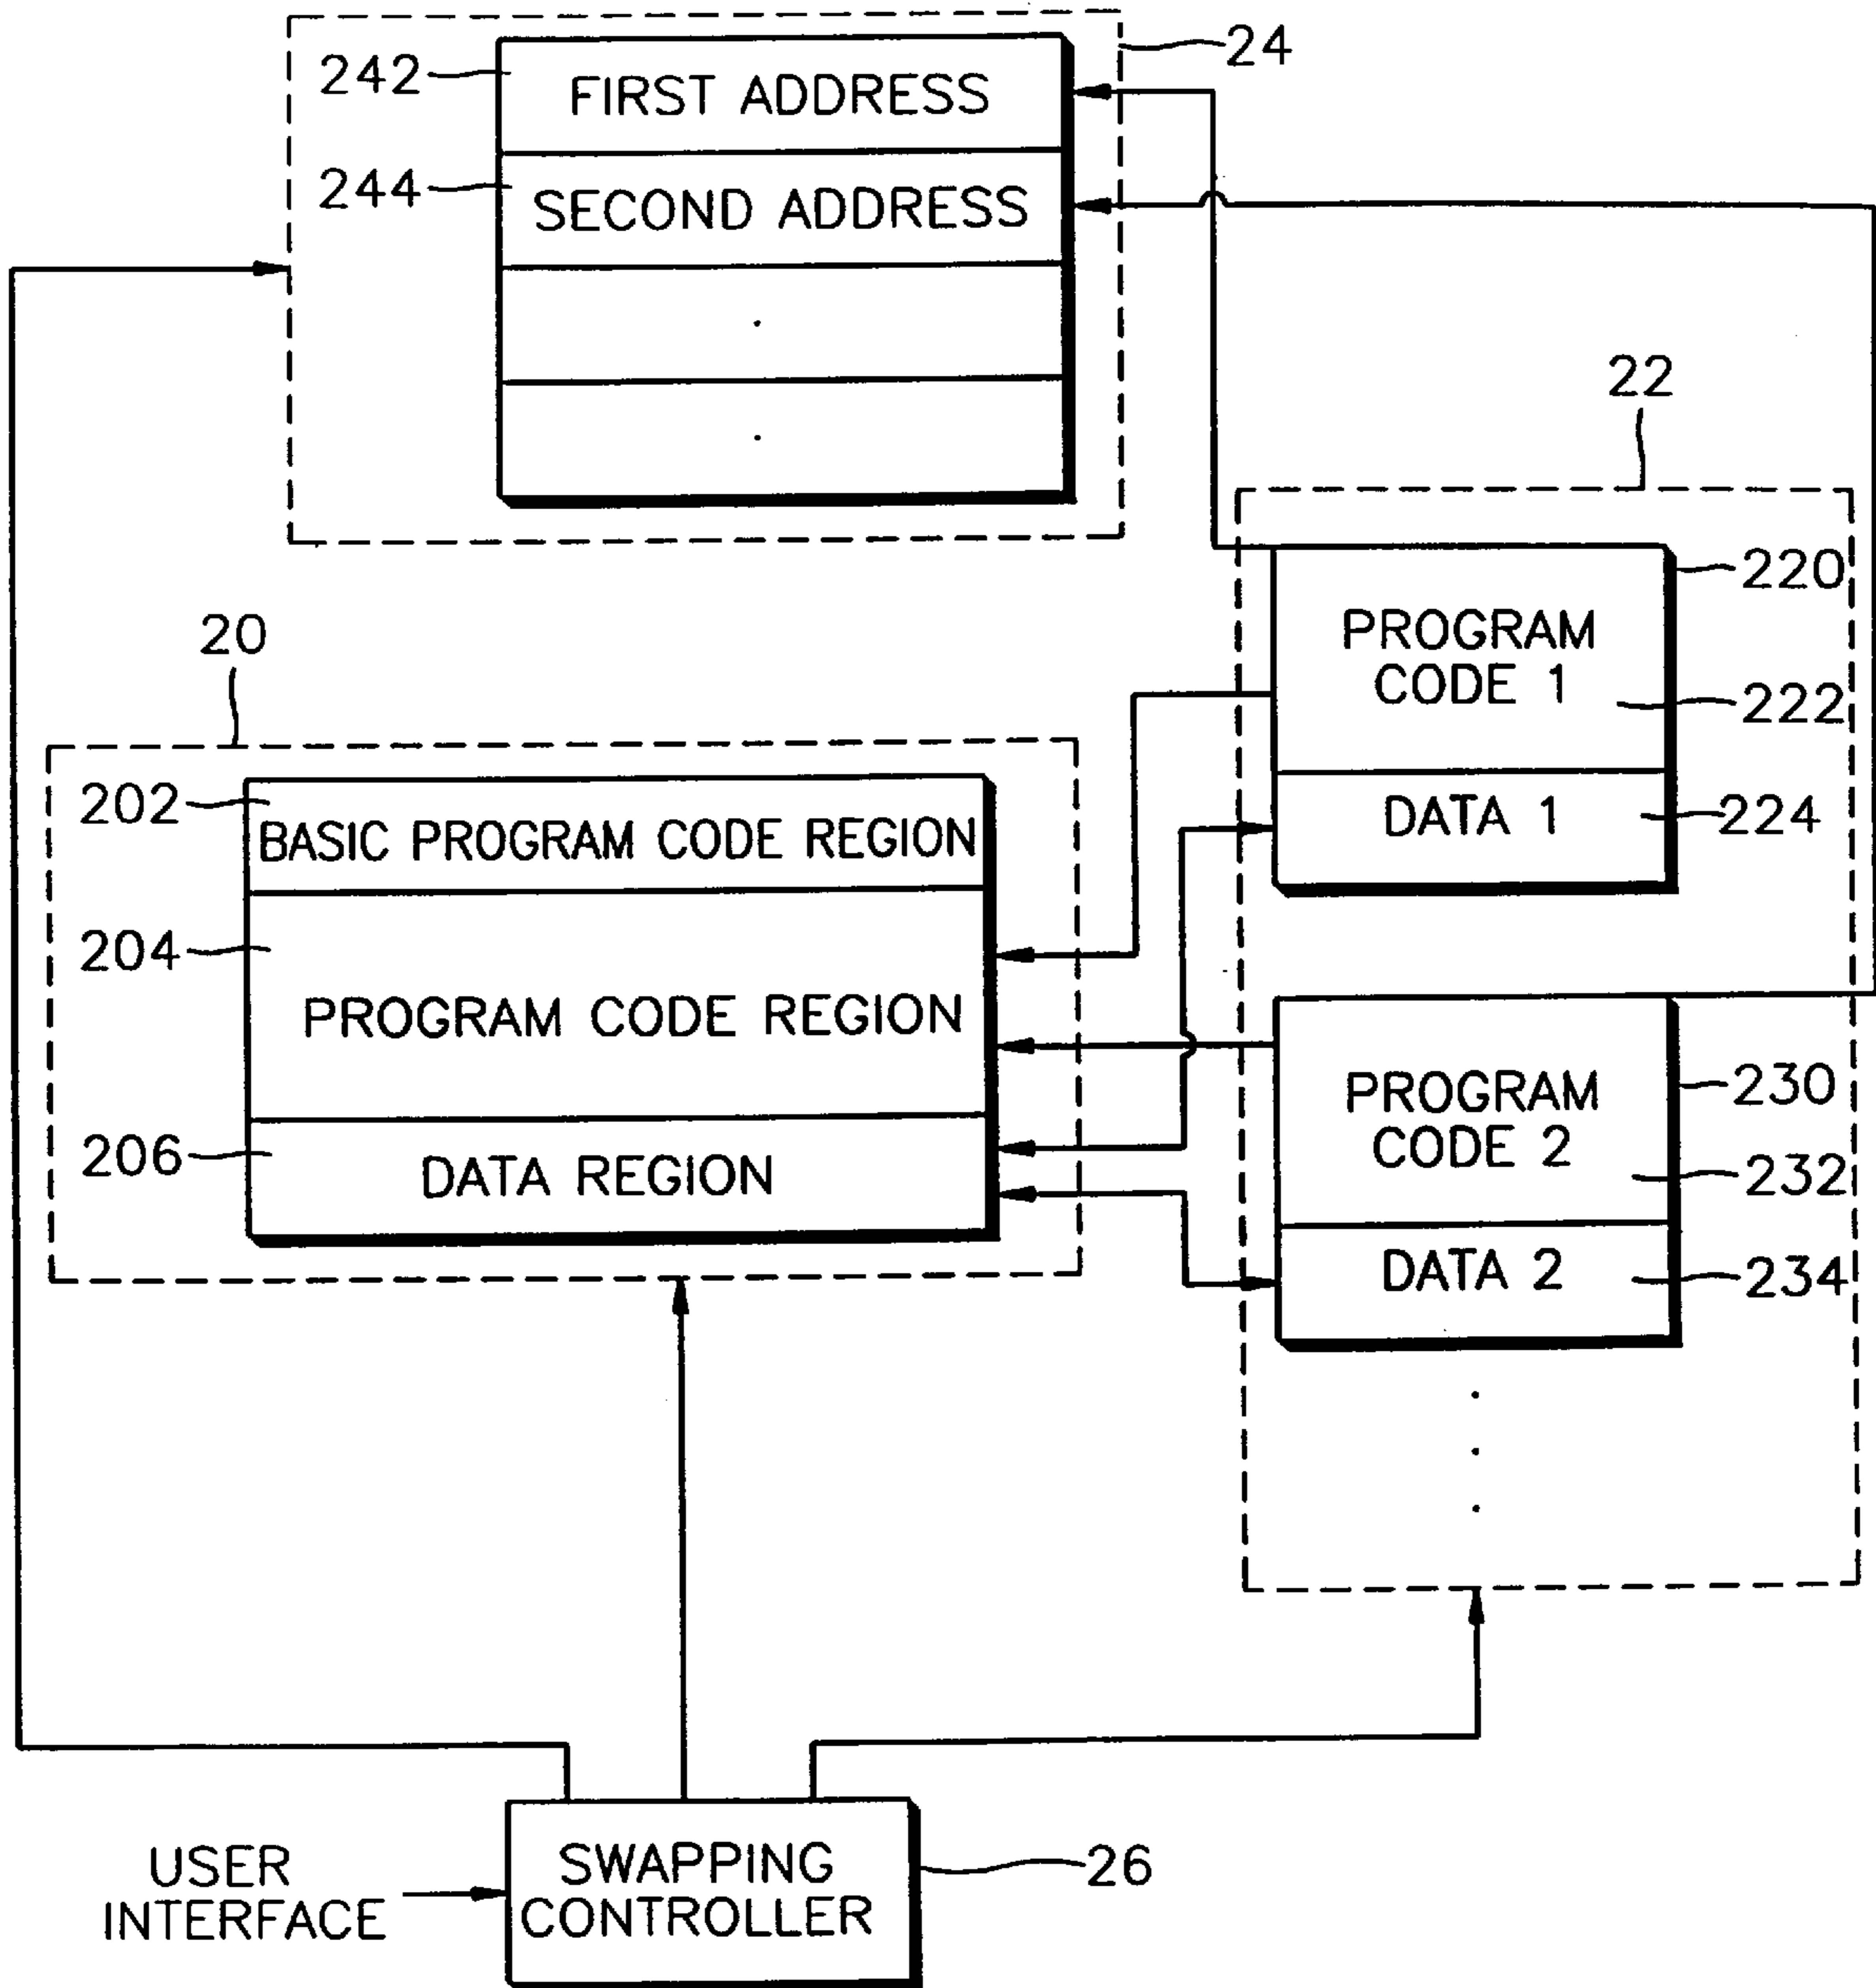 24
242
FIRST ADDRESS
244
SECOND ADDRESS
22
220
PROGRAM
CODE 1
222
DATA 1
224
20
202
BASIC PROGRAM CODE REGION
204
PROGRAM CODE REGION
206
DATA REGION
230
PROGRAM
CODE 2
232
DATA 2
234
USER
INTERFACE
SWAPPING
CONTROLLER
26